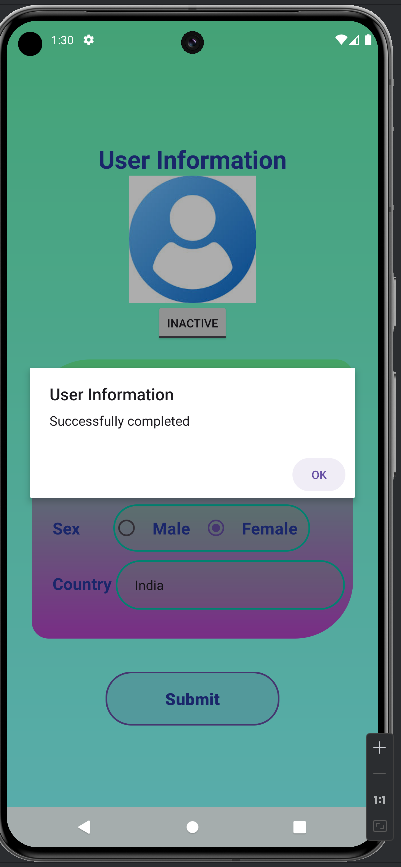 1:30
User Information
INACTIVE
User Information
Successfully completed
OK
Sex Male Female
Country India
Submit
1:1